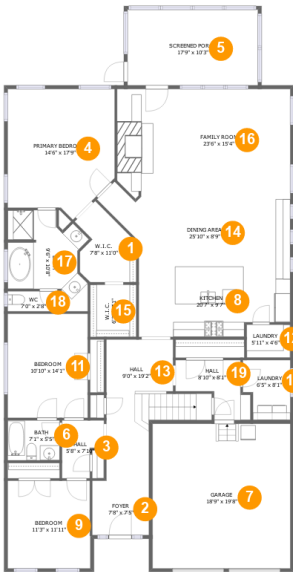 SCREENED POR
17'9" x 10'3"
5
FAMILY ROOM
23'6" x 15'4"
16
PRIMARY BEDRO
14'6" x 17'9"
4
DINING AREA
25'10" x 8'9"
14
W.I.C.
7'8" x 11'0"
1
17
WC
7'0" x 2'8"
18
KITCHEN
20'7" x 9'7"
8
W.I.C.
15
LAUNDRY
5'11" x 4'6"
BEDROOM
10'10" x 14'1"
11
HALL
9'0" x 19'2"
13
HALL
8'10" x 8'1"
19
LAUNDRY
6'5" x 8'1"
BATH
7'1" x 5'5"
6
HALL
5'8" x 7'10"
3
GARAGE
18'9" x 19'8"
7
FOYER
7'8" x 7'5"
2
BEDROOM
11'3" x 11'11"
9